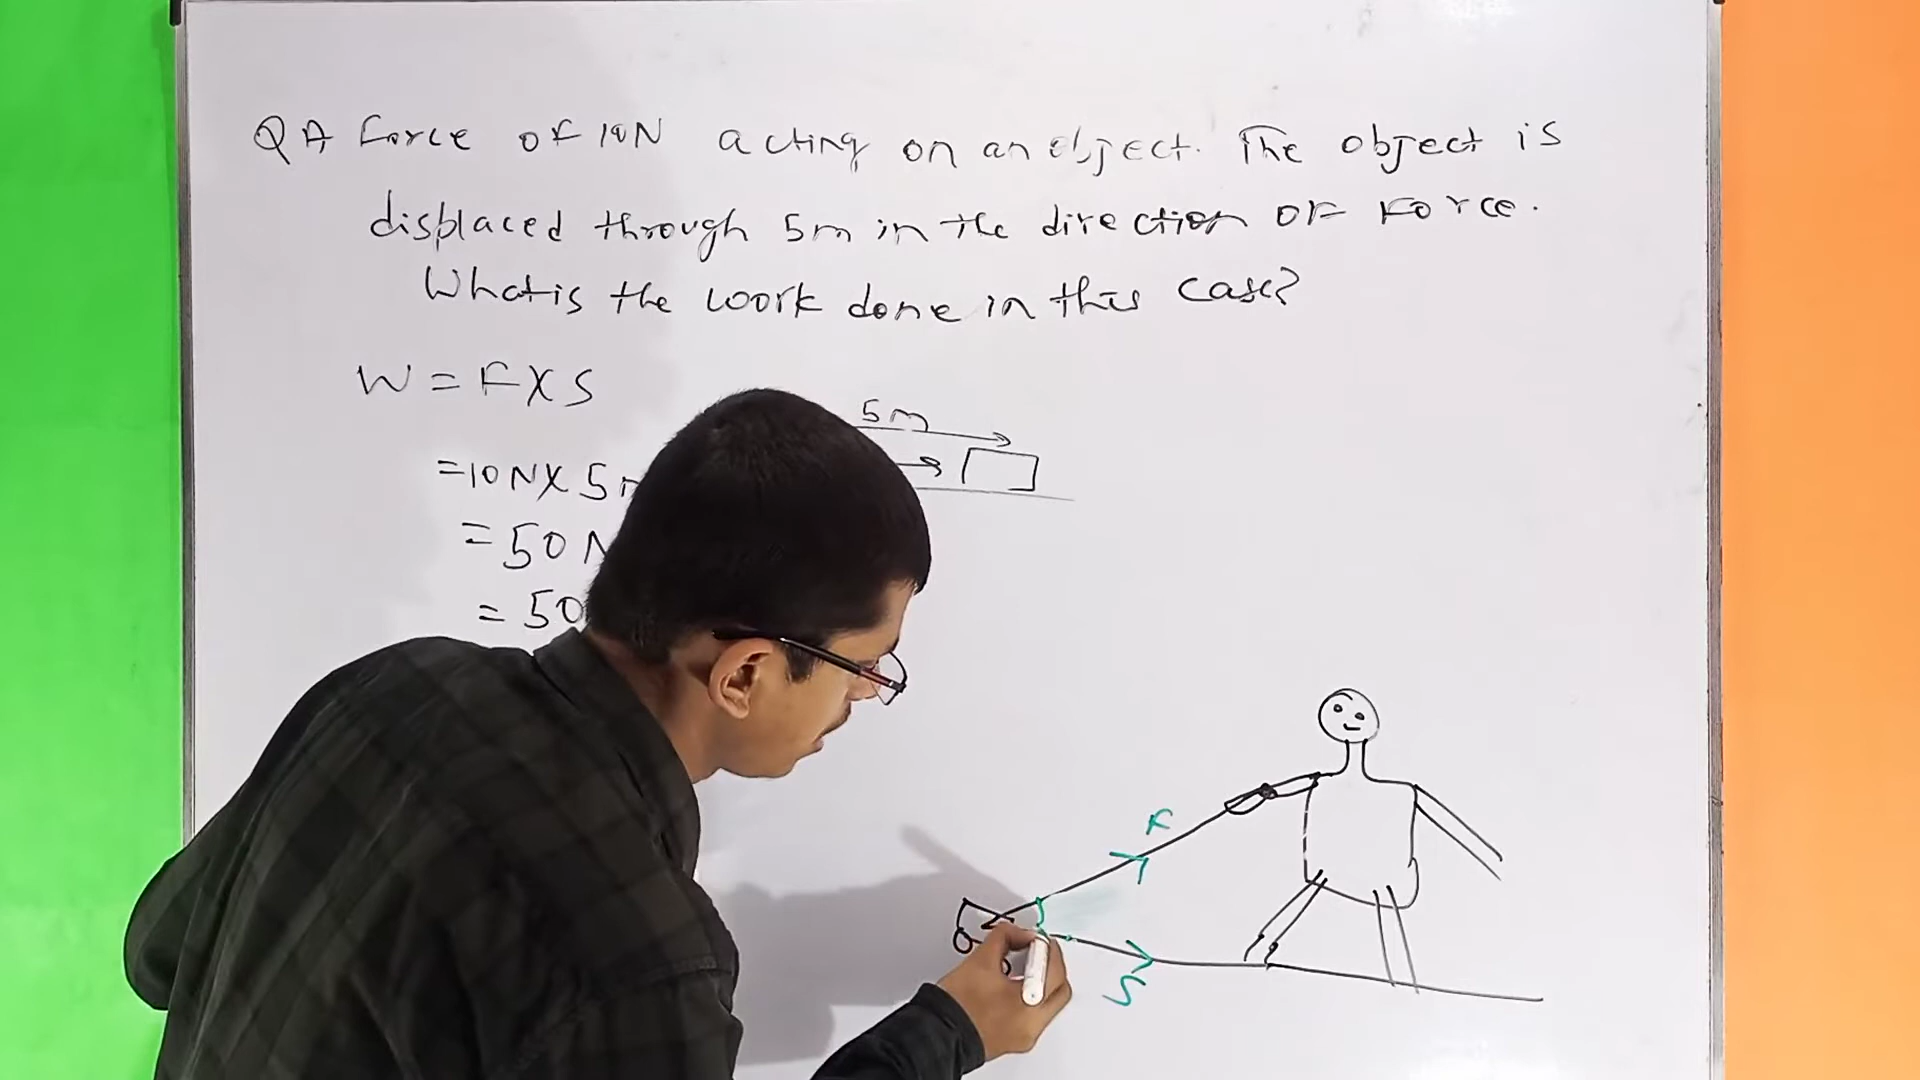 Q A Force of 10N acting on an object. The object is
displaced through 5m in the direction of Force.
What is the work done in this case?
W = F X S
= 10 N X 5
= 50
= 50
5m
F
S